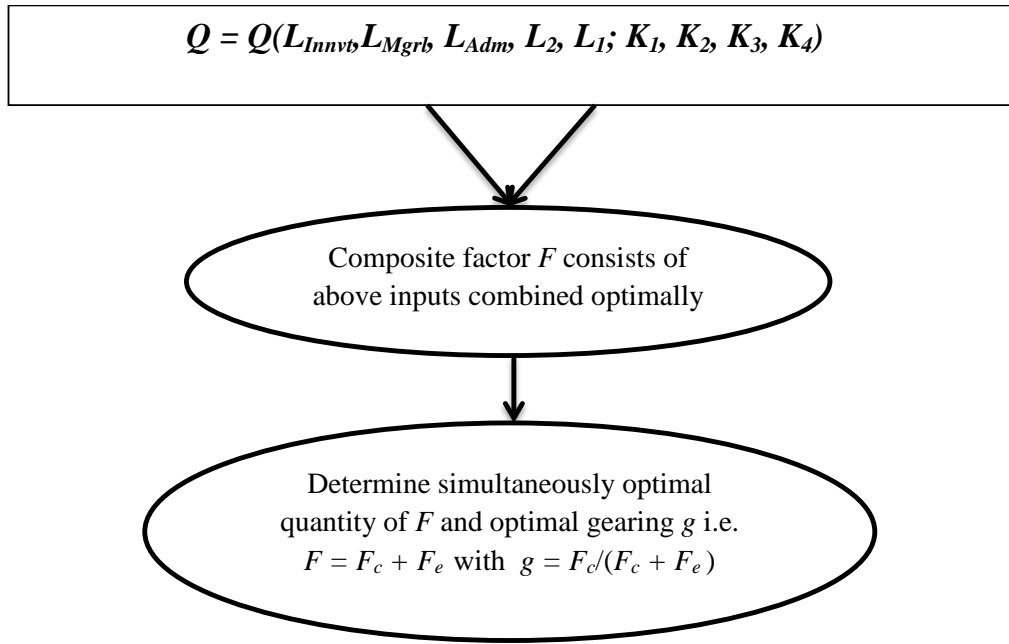 Q = Q(L_Innvt,L_Mgrl, L_Adm, L_2, L_1; K_1, K_2, K_3, K_4)
Composite factor F consists of
above inputs combined optimally
Determine simultaneously optimal
quantity of F and optimal gearing g i.e.
F = F_c + F_e with g = F_c/(F_c + F_e )